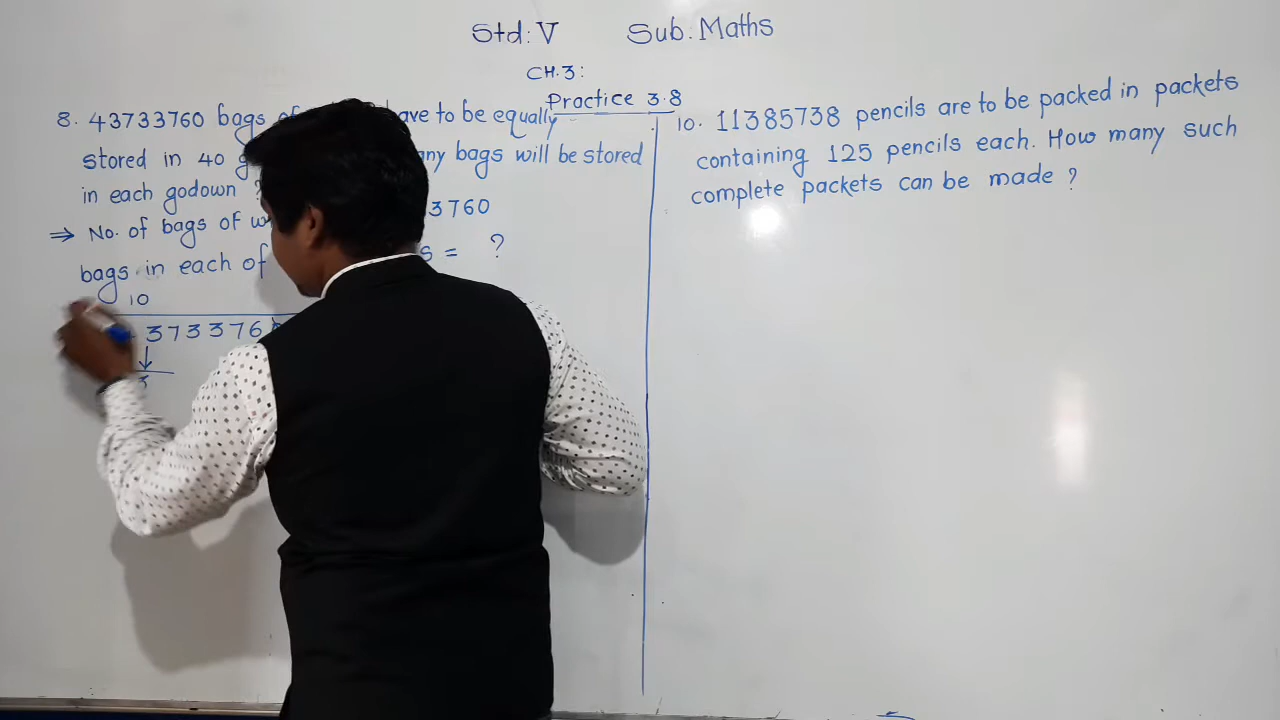 Std: V Sub: Maths
CH.3:
Practice 3.8
8. 43733760 bags ave to be equally
stored in 40 any bags will be stored
in each godown ?
⇒ No. of bags of 3760
bags in each of = ?
10
373376
3
10. 11385738 pencils are to be packed in packets
containing 125 pencils each. How many such
complete packets can be made ?